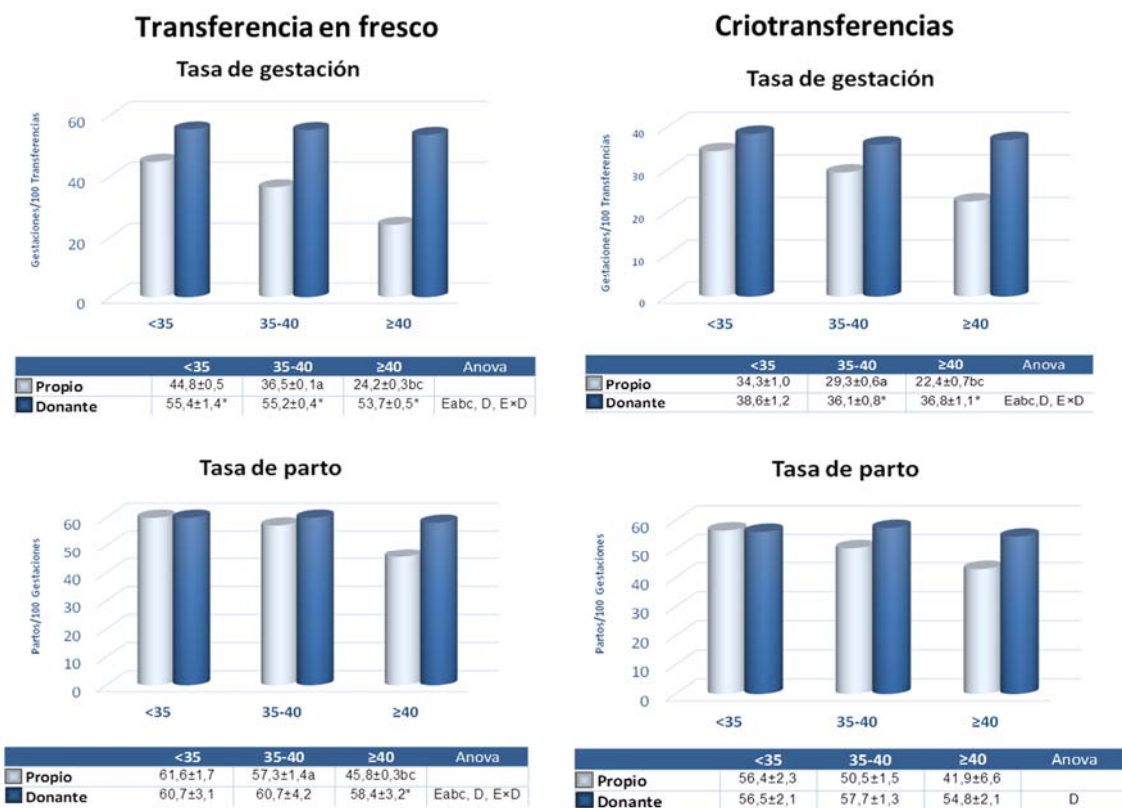 Transferencia en fresco
Tasa de gestación
Gestaciones/100 Transferencias
60
40
20
0
<35 35-40 ≥40
<35 35-40 ≥40 Anova
Propio 44,8±0,5 36,5±0,1a 24,2±0,3bc
Donante 55,4±1,4* 55,2±0,4* 53,7±0,5* Eabc, D, E×D
Criotransferencias
Tasa de gestación
Gestaciones/100 Transferencias
40
30
20
10
0
<35 35-40 ≥40
<35 35-40 ≥40 Anova
Propio 34,3±1,0 29,3±0,6a 22,4±0,7bc
Donante 38,6±1,2 36,1±0,8* 36,8±1,1* Eabc,D, E×D
Tasa de parto
Partos/100 Gestaciones
60
50
40
30
20
10
0
<35 35-40 ≥40
<35 35-40 ≥40 Anova
Propio 61,6±1,7 57,3±1,4a 45,8±0,3bc
Donante 60,7±3,1 60,7±4,2 58,4±3,2* Eabc, D, E×D
Tasa de parto
Partos/100 Gestaciones
60
50
40
30
20
10
0
<35 35-40 ≥40
<35 35-40 ≥40 Anova
Propio 56,4±2,3 50,5±1,5 41,9±6,6
Donante 56,5±2,1 57,7±1,3 54,8±2,1 D